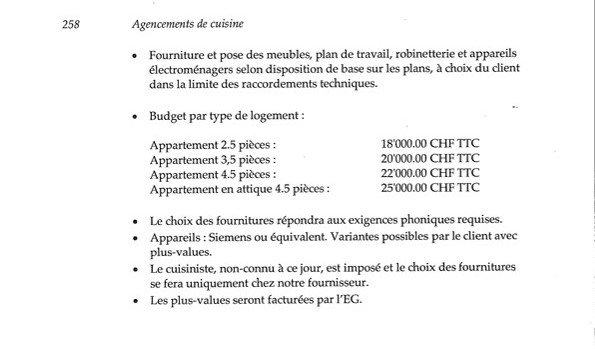 258 Agencements de cuisine
• Fourniture et pose des meubles, plan de travail, robinetterie et appareils
électroménagers selon disposition de base sur les plans, à choix du client
dans la limite des raccordements techniques.
• Budget par type de logement :
Appartement 2.5 pièces : 18'000.00 CHF TTC
Appartement 3,5 pièces : 20'000.00 CHF TTC
Appartement 4.5 pièces : 22'000.00 CHF TTC
Appartement en attique 4.5 pièces : 25'000.00 CHF TTC
• Le choix des fournitures répondra aux exigences phoniques requises.
• Appareils : Siemens ou équivalent. Variantes possibles par le client avec
plus-values.
• Le cuisiniste, non-connu à ce jour, est imposé et le choix des fournitures
se fera uniquement chez notre fournisseur.
• Les plus-values seront facturées par l'EG.